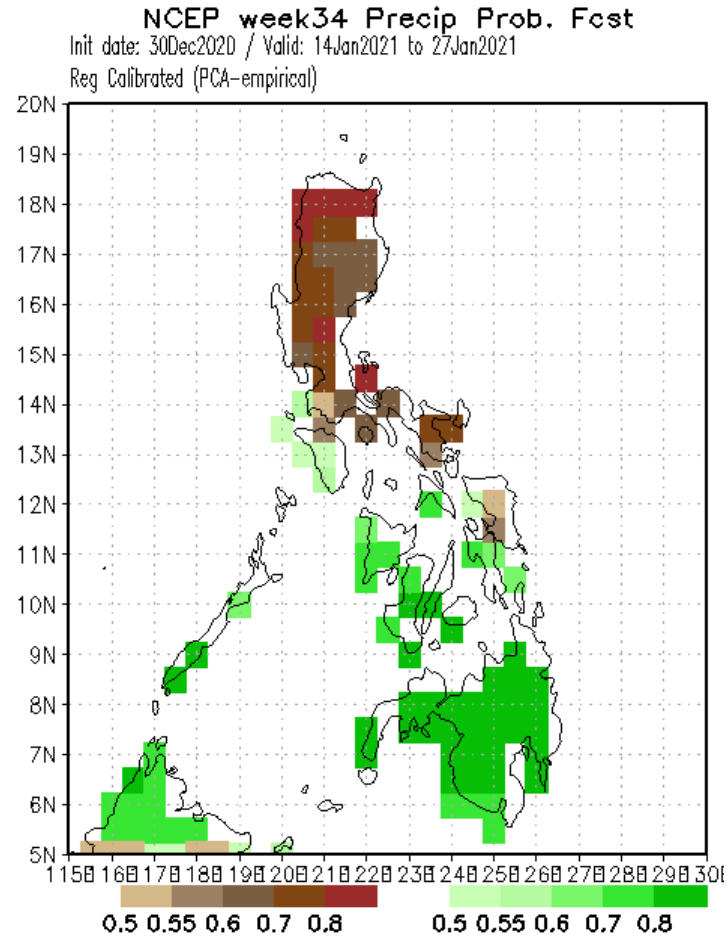 NCEP week34 Precip Prob. Fcst
Init date: 30Dec2020 / Valid: 14Jan2021 to 27Jan2021
Reg Calibrated (PCA-empirical)
20N
19N
18N
17N
16N
15N
14N
13N
12N
11N
10N
9N
8N
7N
6N
5N
115E 116E 117E 118E 119E 120E 121E 122E 123E 124E 125E 126E 127E 128E 129E 130E
0.5 0.55 0.6 0.7 0.8 0.5 0.55 0.6 0.7 0.8